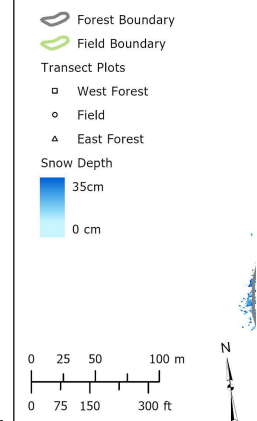 Forest Boundary
Field Boundary
Transect Plots
West Forest
Field
East Forest
Snow Depth
35cm
0 cm
N
0 25 50 100 m
0 75 150 300 ft